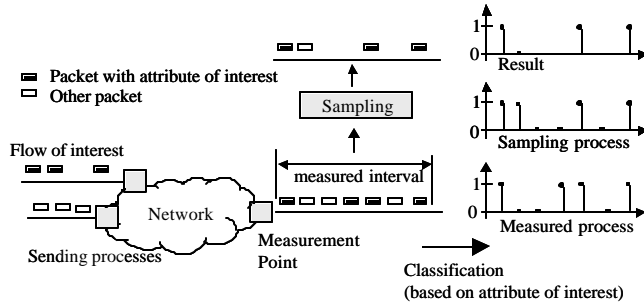 1
0
Result
Packet with attribute of interest
Other packet
Sampling
1
0
Sampling process
Flow of interest
measured interval
1
0
Measured process
Network
Sending processes
Measurement
Point
Classification
(based on attribute of interest)